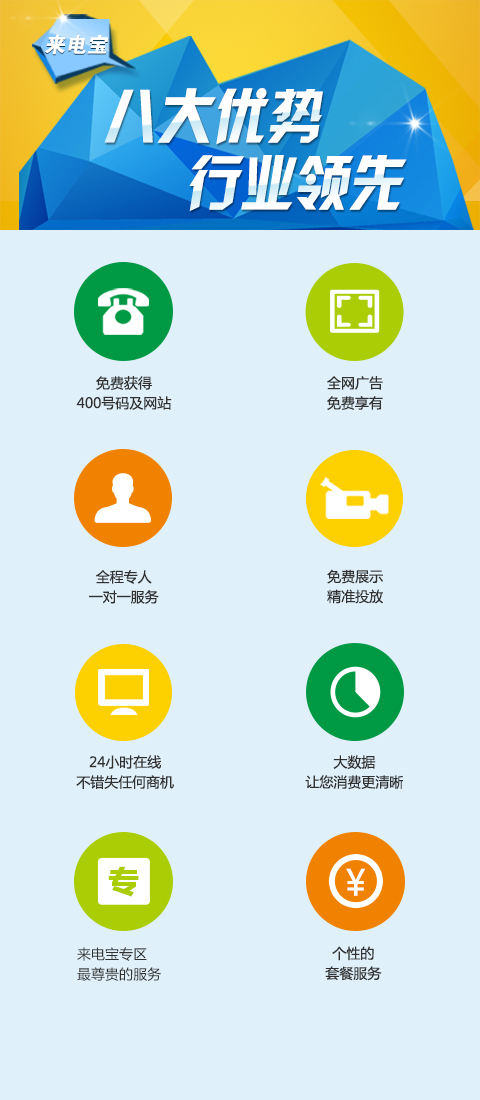 来电宝
八大优势
行业领先
免费获得
400号码及网站
全网广告
免费享有
全程专人
一对一服务
免费展示
精准投放
24小时在线
不错失任何商机
大数据
让您消费更清晰
专
来电宝专区
最尊贵的服务
¥
个性的
套餐服务